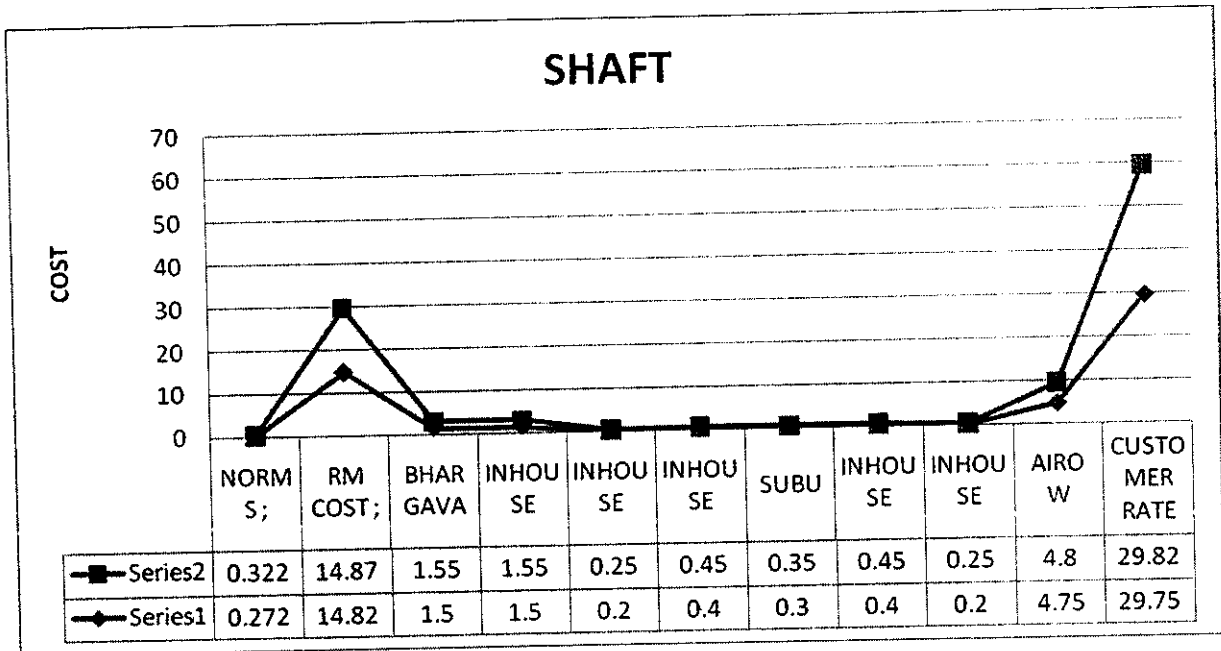 SHAFT
COST
70
60
50
40
30
20
10
0
NORM RM BHAR INHOU INHOU INHOU SUBU INHOU INHOU AIRO CUSTO
S; COST; GAVA SE SE SE SE SE W MER
RATE
Series2 0.322 14.87 1.55 1.55 0.25 0.45 0.35 0.45 0.25 4.8 29.82
Series1 0.272 14.82 1.5 1.5 0.2 0.4 0.3 0.4 0.2 4.75 29.75